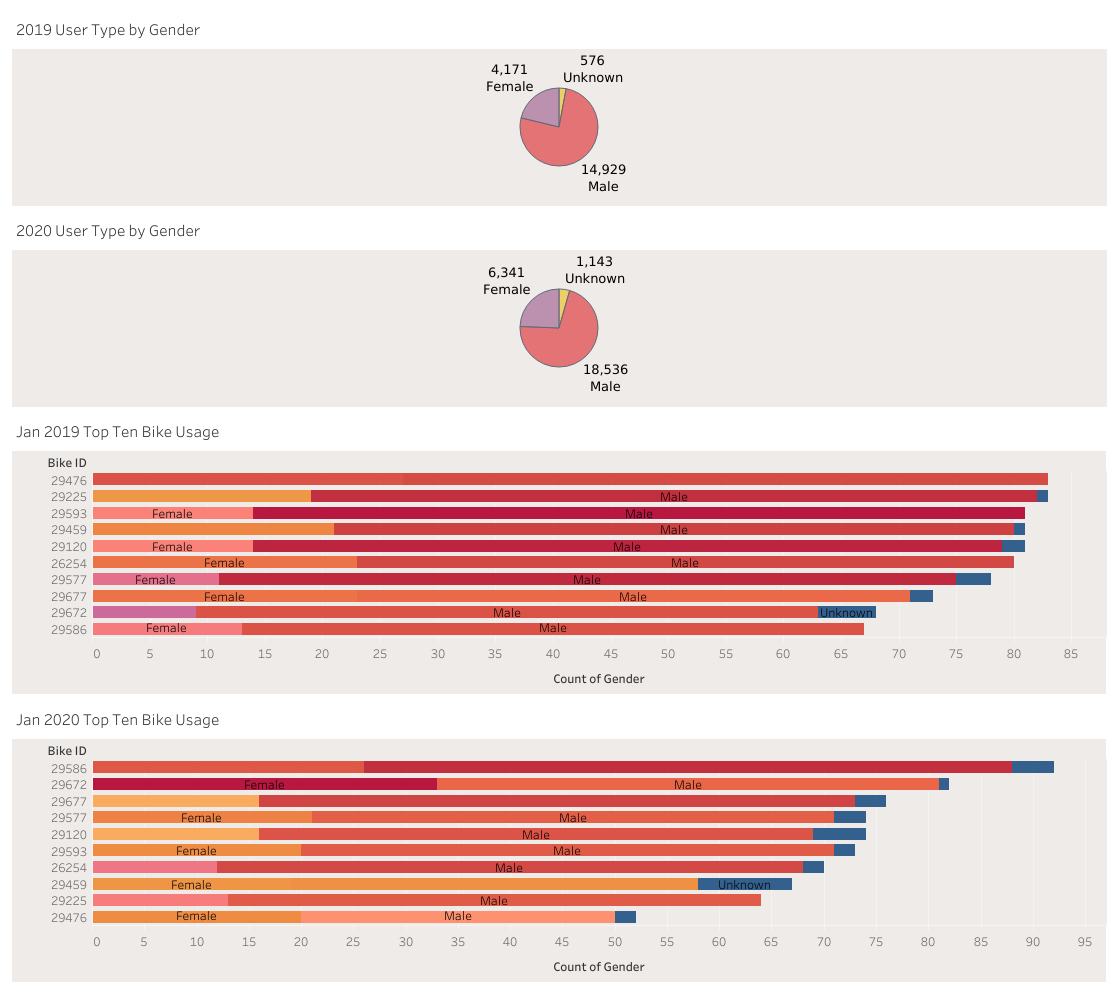 2019 User Type by Gender
576
Unknown
4,171
Female
14,929
Male
2020 User Type by Gender
1,143
Unknown
6,341
Female
18,536
Male
Jan 2019 Top Ten Bike Usage
Bike ID
29476
29225 Male
29593 Female Male
29459 Male
29120 Female Male
26254 Female Male
29577 Female Male
29677 Female Male
29672 Male Unknown
29586 Female Male
0 5 10 15 20 25 30 35 40 45 50 55 60 65 70 75 80 85
Count of Gender
Jan 2020 Top Ten Bike Usage
Bike ID
29586
29672 Female Male
29677
29577 Female Male
29120 Male
29593 Female Male
26254 Male
29459 Female Unknown
29225 Male
29476 Female Male
0 5 10 15 20 25 30 35 40 45 50 55 60 65 70 75 80 85 90 95
Count of Gender